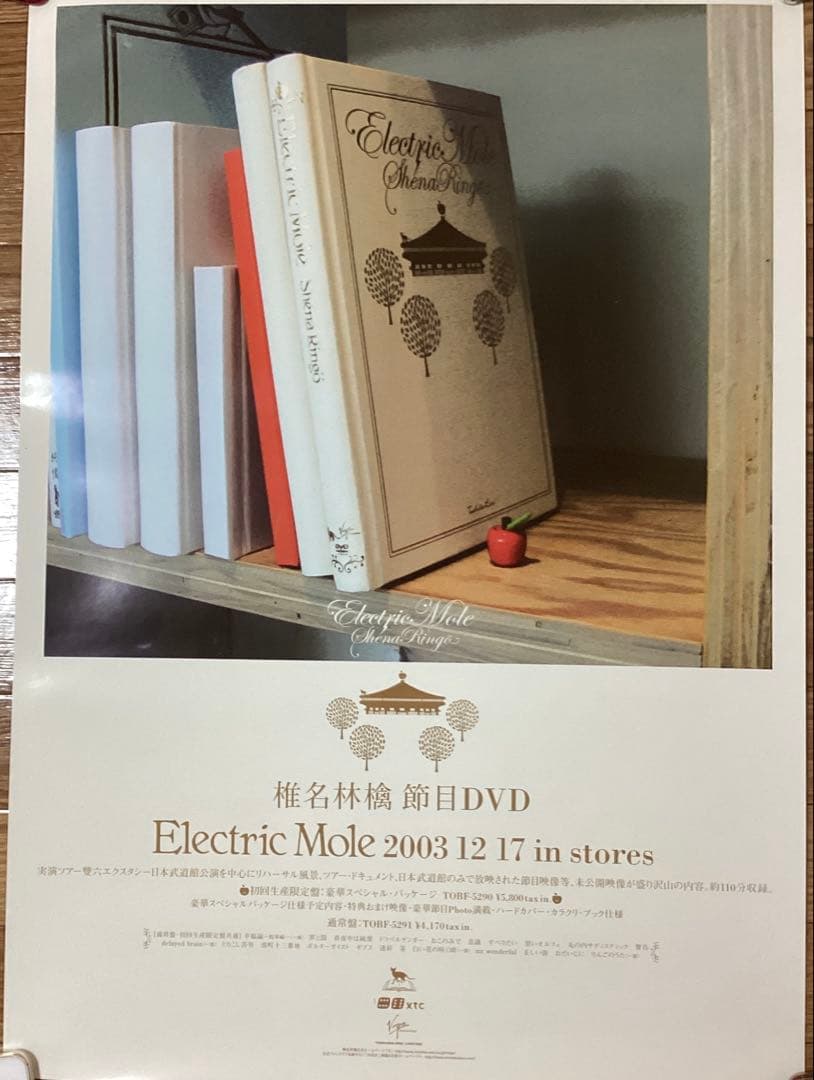 Electric Mole
Shena Ringö
Electric Mole Shena Ringö
Electric Mole
Shena Ringö
椎名林檎 節目DVD
Electric Mole 2003 12 17 in stores
実演ツアー雙六エクスタシー日本武道館公演を中心にリハーサル風景、ツアー・ドキュメント、日本武道館のみで放映された節目映像等、未公開映像が盛り沢山の内容。約110分収録。
初回生産限定盤：豪華スペシャル・パッケージ TOBF-5290 ¥5,800tax in.
豪華スペシャルパッケージ仕様予定内容・特典おまけ映像・豪華節目Photo満載・ハードカバー・カラクリ・ブック仕様
通常盤：TOBF-5291 ¥4,170tax in.
delayed brain
mr.wonderful
xtc
Virgin